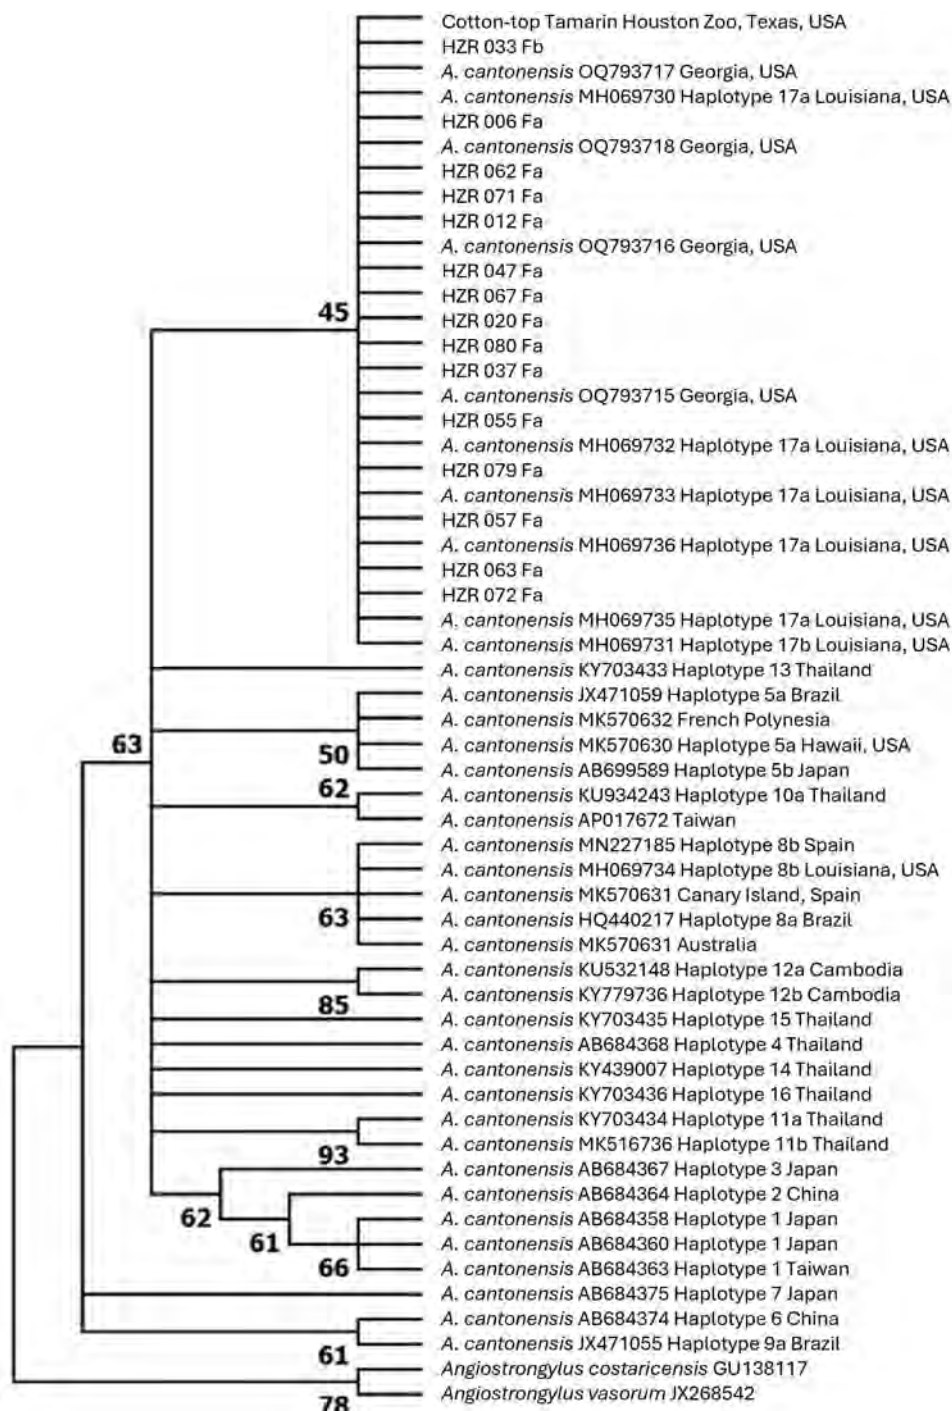 Cotton-top Tamarin Houston Zoo, Texas, USA
HZR 033 Fb
A. cantonensis OQ793717 Georgia, USA
A. cantonensis MH069730 Haplotype 17a Louisiana, USA
HZR 006 Fa
A. cantonensis OQ793718 Georgia, USA
HZR 062 Fa
HZR 071 Fa
HZR 012 Fa
A. cantonensis OQ793716 Georgia, USA
HZR 047 Fa
HZR 067 Fa
45
HZR 020 Fa
HZR 080 Fa
HZR 037 Fa
A. cantonensis OQ793715 Georgia, USA
HZR 055 Fa
A. cantonensis MH069732 Haplotype 17a Louisiana, USA
HZR 079 Fa
A. cantonensis MH069733 Haplotype 17a Louisiana, USA
HZR 057 Fa
A. cantonensis MH069736 Haplotype 17a Louisiana, USA
HZR 063 Fa
HZR 072 Fa
A. cantonensis MH069735 Haplotype 17a Louisiana, USA
A. cantonensis MH069731 Haplotype 17b Louisiana, USA
A. cantonensis KY703433 Haplotype 13 Thailand
A. cantonensis JX471059 Haplotype 5a Brazil
A. cantonensis MK570632 French Polynesia
63
A. cantonensis MK570630 Haplotype 5a Hawaii, USA
50
A. cantonensis AB699589 Haplotype 5b Japan
62
A. cantonensis KU934243 Haplotype 10a Thailand
A. cantonensis AP017672 Taiwan
A. cantonensis MN227185 Haplotype 8b Spain
A. cantonensis MH069734 Haplotype 8b Louisiana, USA
A. cantonensis MK570631 Canary Island, Spain
63
A. cantonensis HQ440217 Haplotype 8a Brazil
A. cantonensis MK570631 Australia
A. cantonensis KU532148 Haplotype 12a Cambodia
A. cantonensis KY779736 Haplotype 12b Cambodia
85
A. cantonensis KY703435 Haplotype 15 Thailand
A. cantonensis AB684368 Haplotype 4 Thailand
A. cantonensis KY439007 Haplotype 14 Thailand
A. cantonensis KY703436 Haplotype 16 Thailand
A. cantonensis KY703434 Haplotype 11a Thailand
A. cantonensis MK516736 Haplotype 11b Thailand
93
A. cantonensis AB684367 Haplotype 3 Japan
A. cantonensis AB684364 Haplotype 2 China
62
A. cantonensis AB684358 Haplotype 1 Japan
61
A. cantonensis AB684360 Haplotype 1 Japan
66
A. cantonensis AB684363 Haplotype 1 Taiwan
A. cantonensis AB684375 Haplotype 7 Japan
A. cantonensis AB684374 Haplotype 6 China
A. cantonensis JX471055 Haplotype 9a Brazil
61
Angiostrongylus costaricensis GU138117
Angiostrongylus vasorum JX268542
78